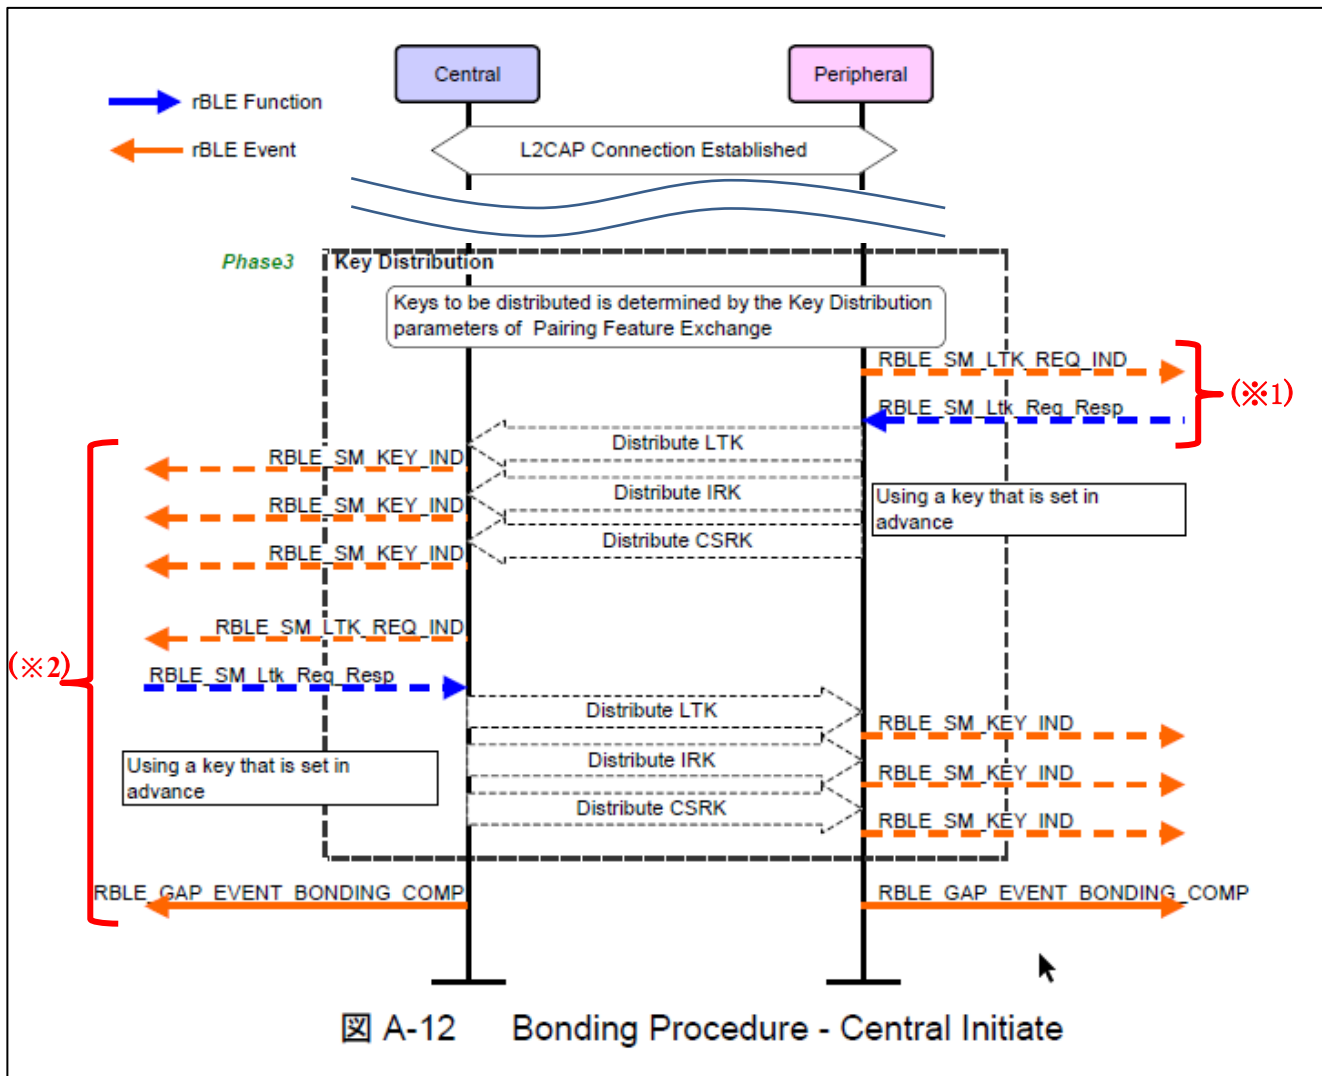 Central
Peripheral
rBLE Function
rBLE Event
L2CAP Connection Established
Phase3
Key Distribution
Keys to be distributed is determined by the Key Distribution
parameters of Pairing Feature Exchange
RBLE_SM_LTK_REQ_IND
(※1)
RBLE_SM_Ltk_Req_Resp
Distribute LTK
RBLE_SM_KEY_IND
Distribute IRK
RBLE_SM_KEY_IND
Using a key that is set in
advance
Distribute CSRK
RBLE_SM_KEY_IND
RBLE_SM_LTK_REQ_IND
(※2)
RBLE_SM_Ltk_Req_Resp
Distribute LTK
RBLE_SM_KEY_IND
Using a key that is set in
advance
Distribute IRK
RBLE_SM_KEY_IND
Distribute CSRK
RBLE_SM_KEY_IND
RBLE_GAP_EVENT_BONDING_COMP
RBLE_GAP_EVENT_BONDING_COMP
図 A-12 Bonding Procedure - Central Initiate